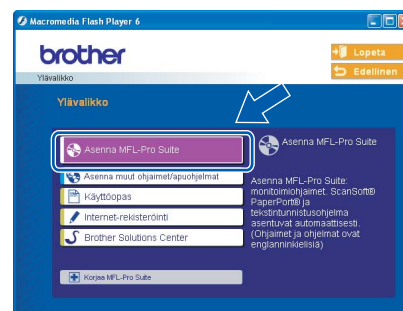 Macromedia Flash Player 6
brother
Lopeta
Edellinen
Ylävalikko
Ylävalikko
Asenna MFL-Pro Suite
Asenna muut ohjaimet/apuohjelmat
Käyttöopas
Internet-rekisteröinti
Brother Solutions Center
Korjaa MFL-Pro Suite
Asenna MFL-Pro Suite
Asenna MFL-Pro Suite:
monitoimiohjaimet. ScanSoft®
PaperPort® ja
tekstintunnistusohjelma
asentuvat automaattisesti.
(Ohjaimet ja ohjelmat ovat
englanninkielisiä)